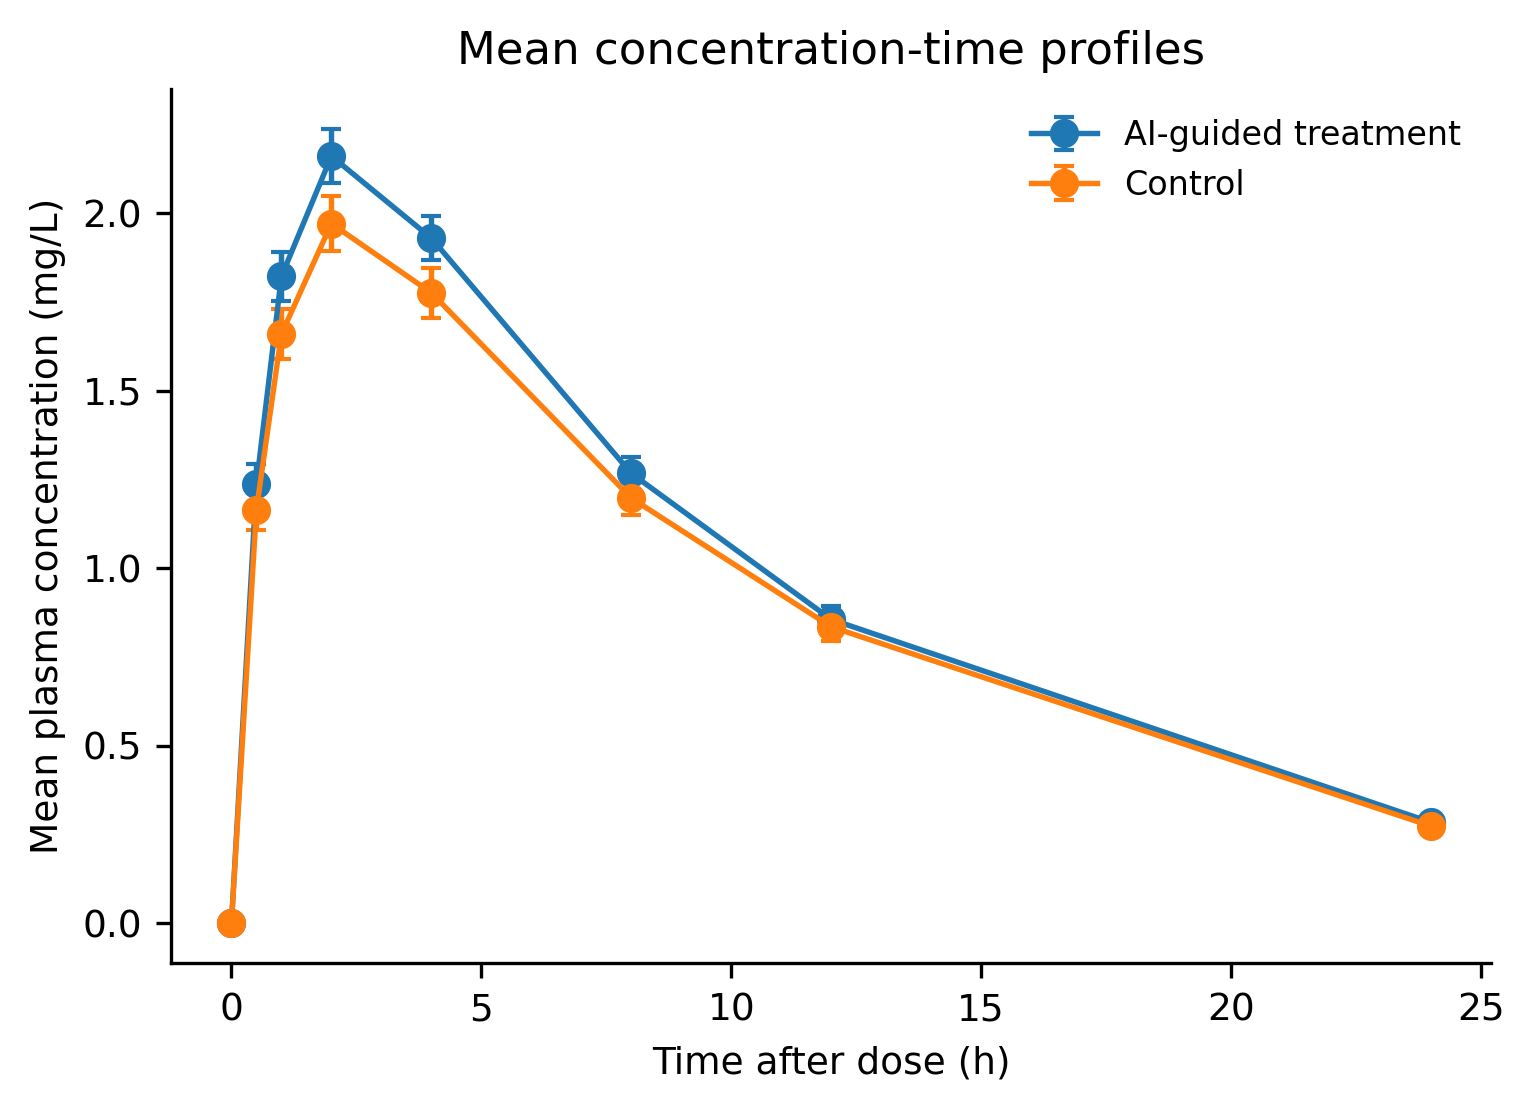 Mean concentration-time profiles
AI-guided treatment
Control
Mean plasma concentration (mg/L)
2.0
1.5
1.0
0.5
0.0
0 5 10 15 20 25
Time after dose (h)